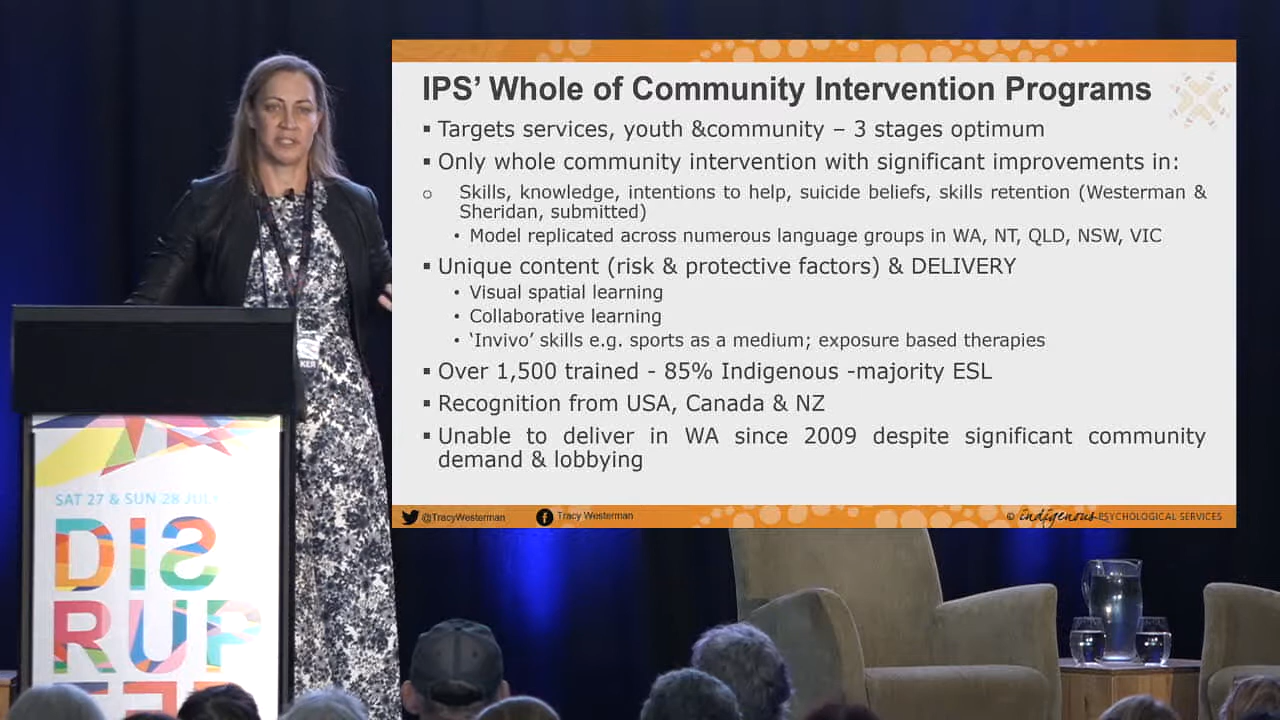 IPS’ Whole of Community Intervention Programs
▪ Targets services, youth &community – 3 stages optimum
▪ Only whole community intervention with significant improvements in:
○ Skills, knowledge, intentions to help, suicide beliefs, skills retention (Westerman &
Sheridan, submitted)
• Model replicated across numerous language groups in WA, NT, QLD, NSW, VIC
▪ Unique content (risk & protective factors) & DELIVERY
• Visual spatial learning
• Collaborative learning
• ‘Invivo’ skills e.g. sports as a medium; exposure based therapies
▪ Over 1,500 trained - 85% Indigenous -majority ESL
▪ Recognition from USA, Canada & NZ
▪ Unable to deliver in WA since 2009 despite significant community
demand & lobbying
@TracyWesterman
Tracy Westerman
© indigenous PSYCHOLOGICAL SERVICES
SAT 27 & SUN 28 JULY
DIS
RUP